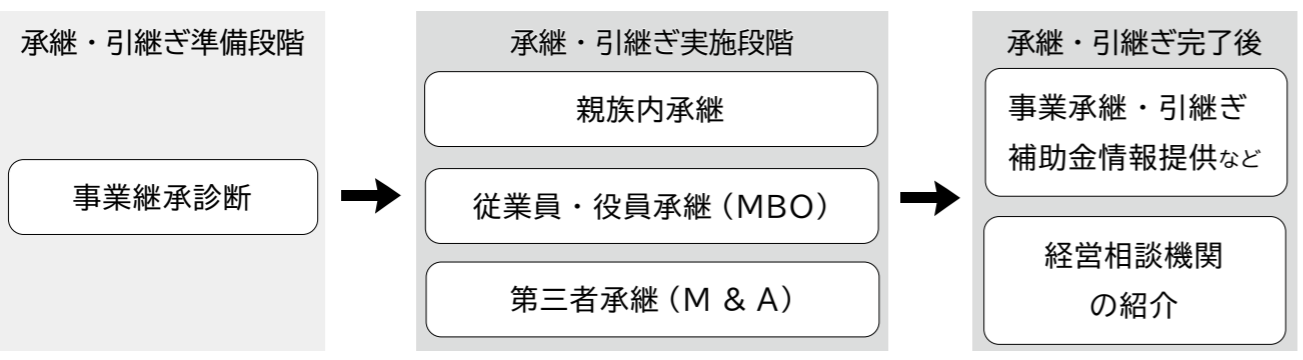 承継・引継ぎ準備段階
事業継承診断
承継・引継ぎ実施段階
親族内承継
従業員・役員承継（MBO）
第三者承継（M & A）
承継・引継ぎ完了後
事業承継・引継ぎ
補助金情報提供など
経営相談機関
の紹介